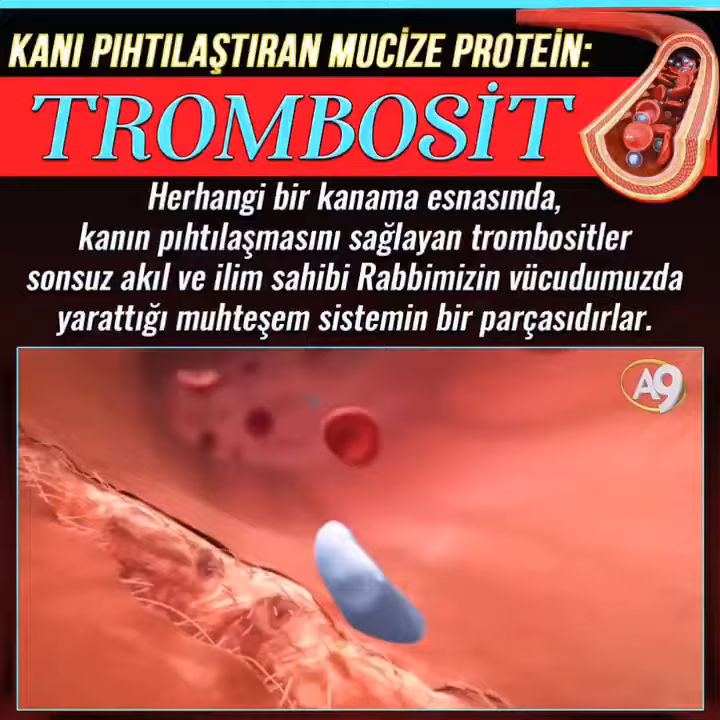 KANI PIHTILAŞTIRAN MUCİZE PROTEİN:
TROMBOSİT
Herhangi bir kanama esnasında,
kanın pıhtılaşmasını sağlayan trombositler
sonsuz akıl ve ilim sahibi Rabbimizin vücudumuzda
yarattığı muhteşem sistemin bir parçasıdırlar.
A9